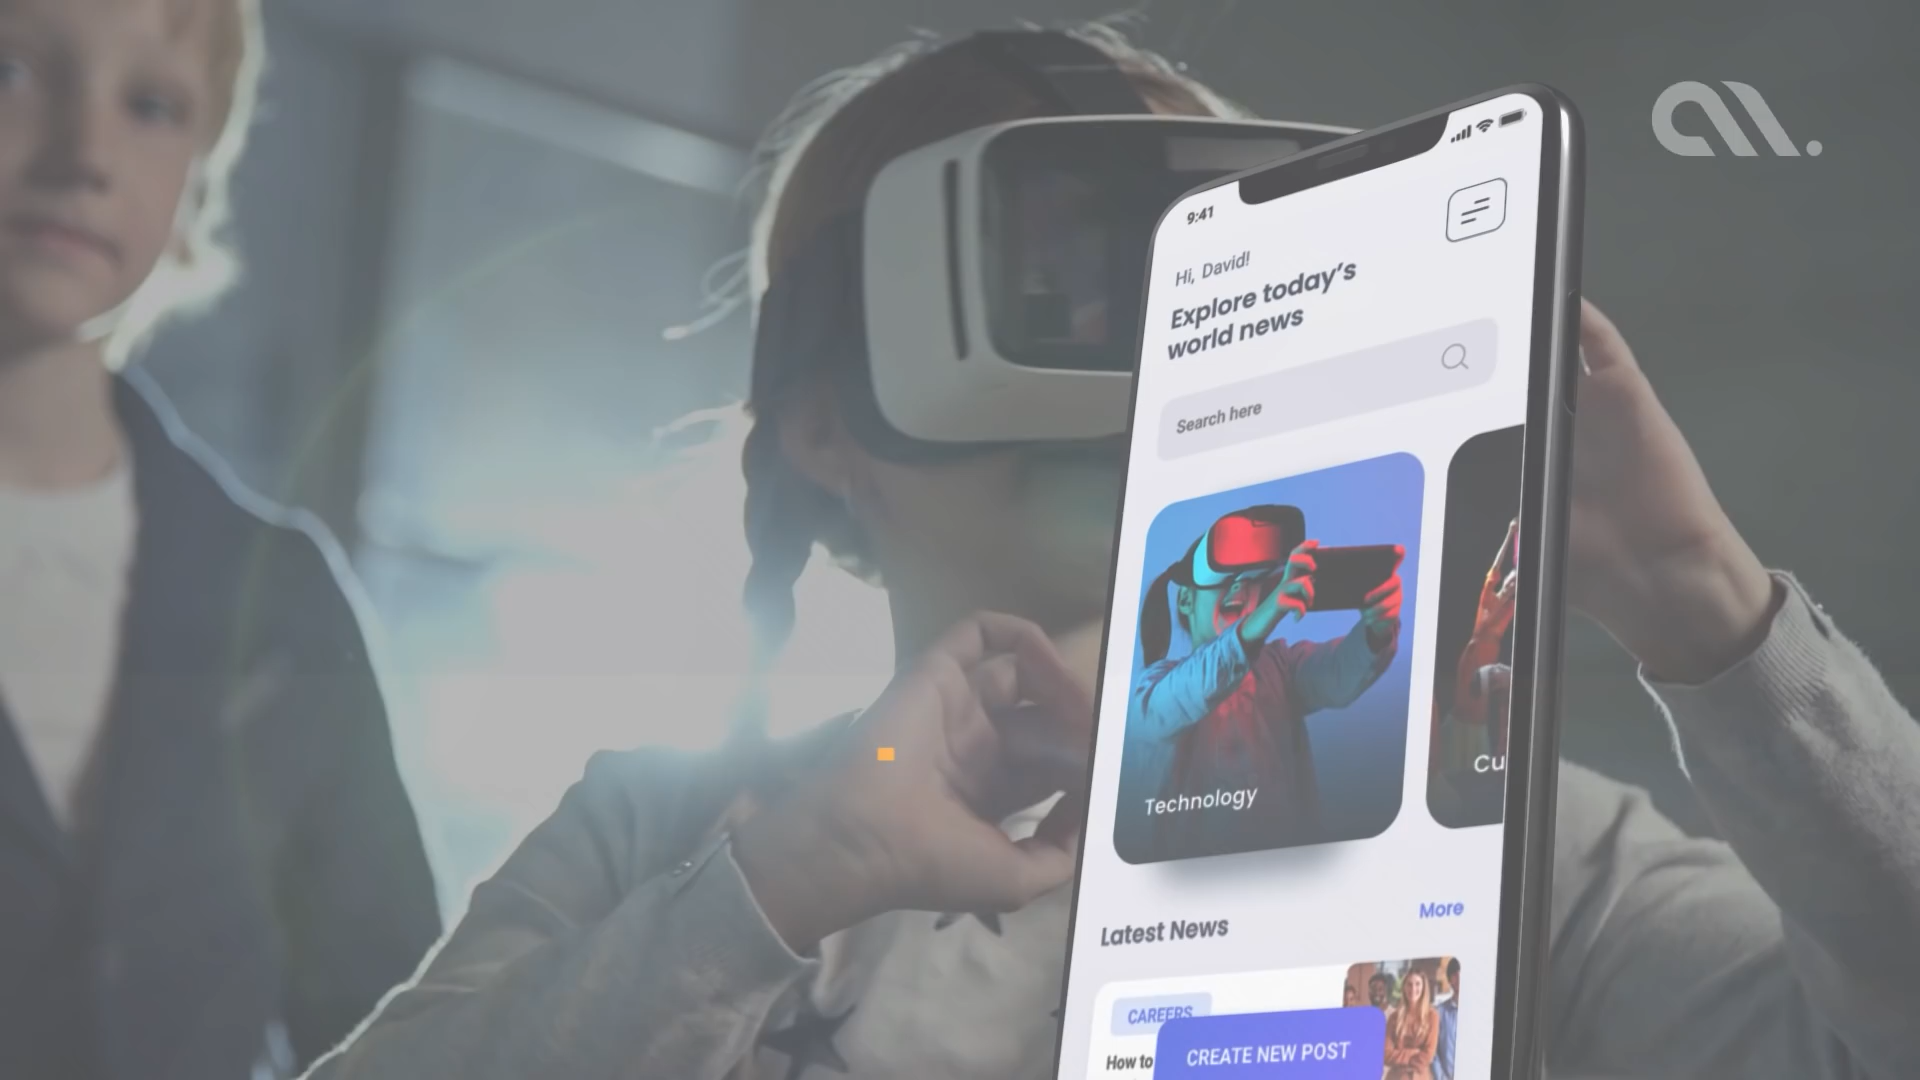 9:41
Hi, David!
Explore today's
world news
Search here
Technology
Cu
Latest News
More
CAREERS
How to
CREATE NEW POST